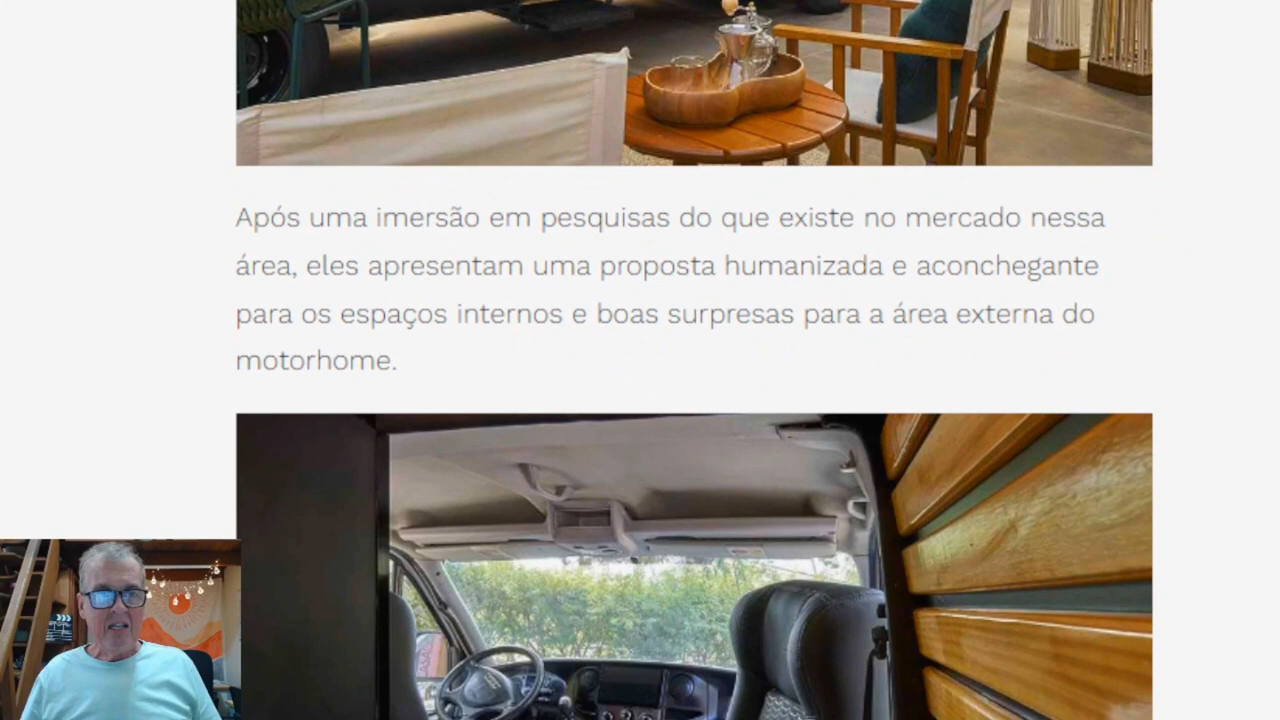 Após uma imersão em pesquisas do que existe no mercado nessa
área, eles apresentam uma proposta humanizada e aconchegante
para os espaços internos e boas surpresas para a área externa do
motorhome.